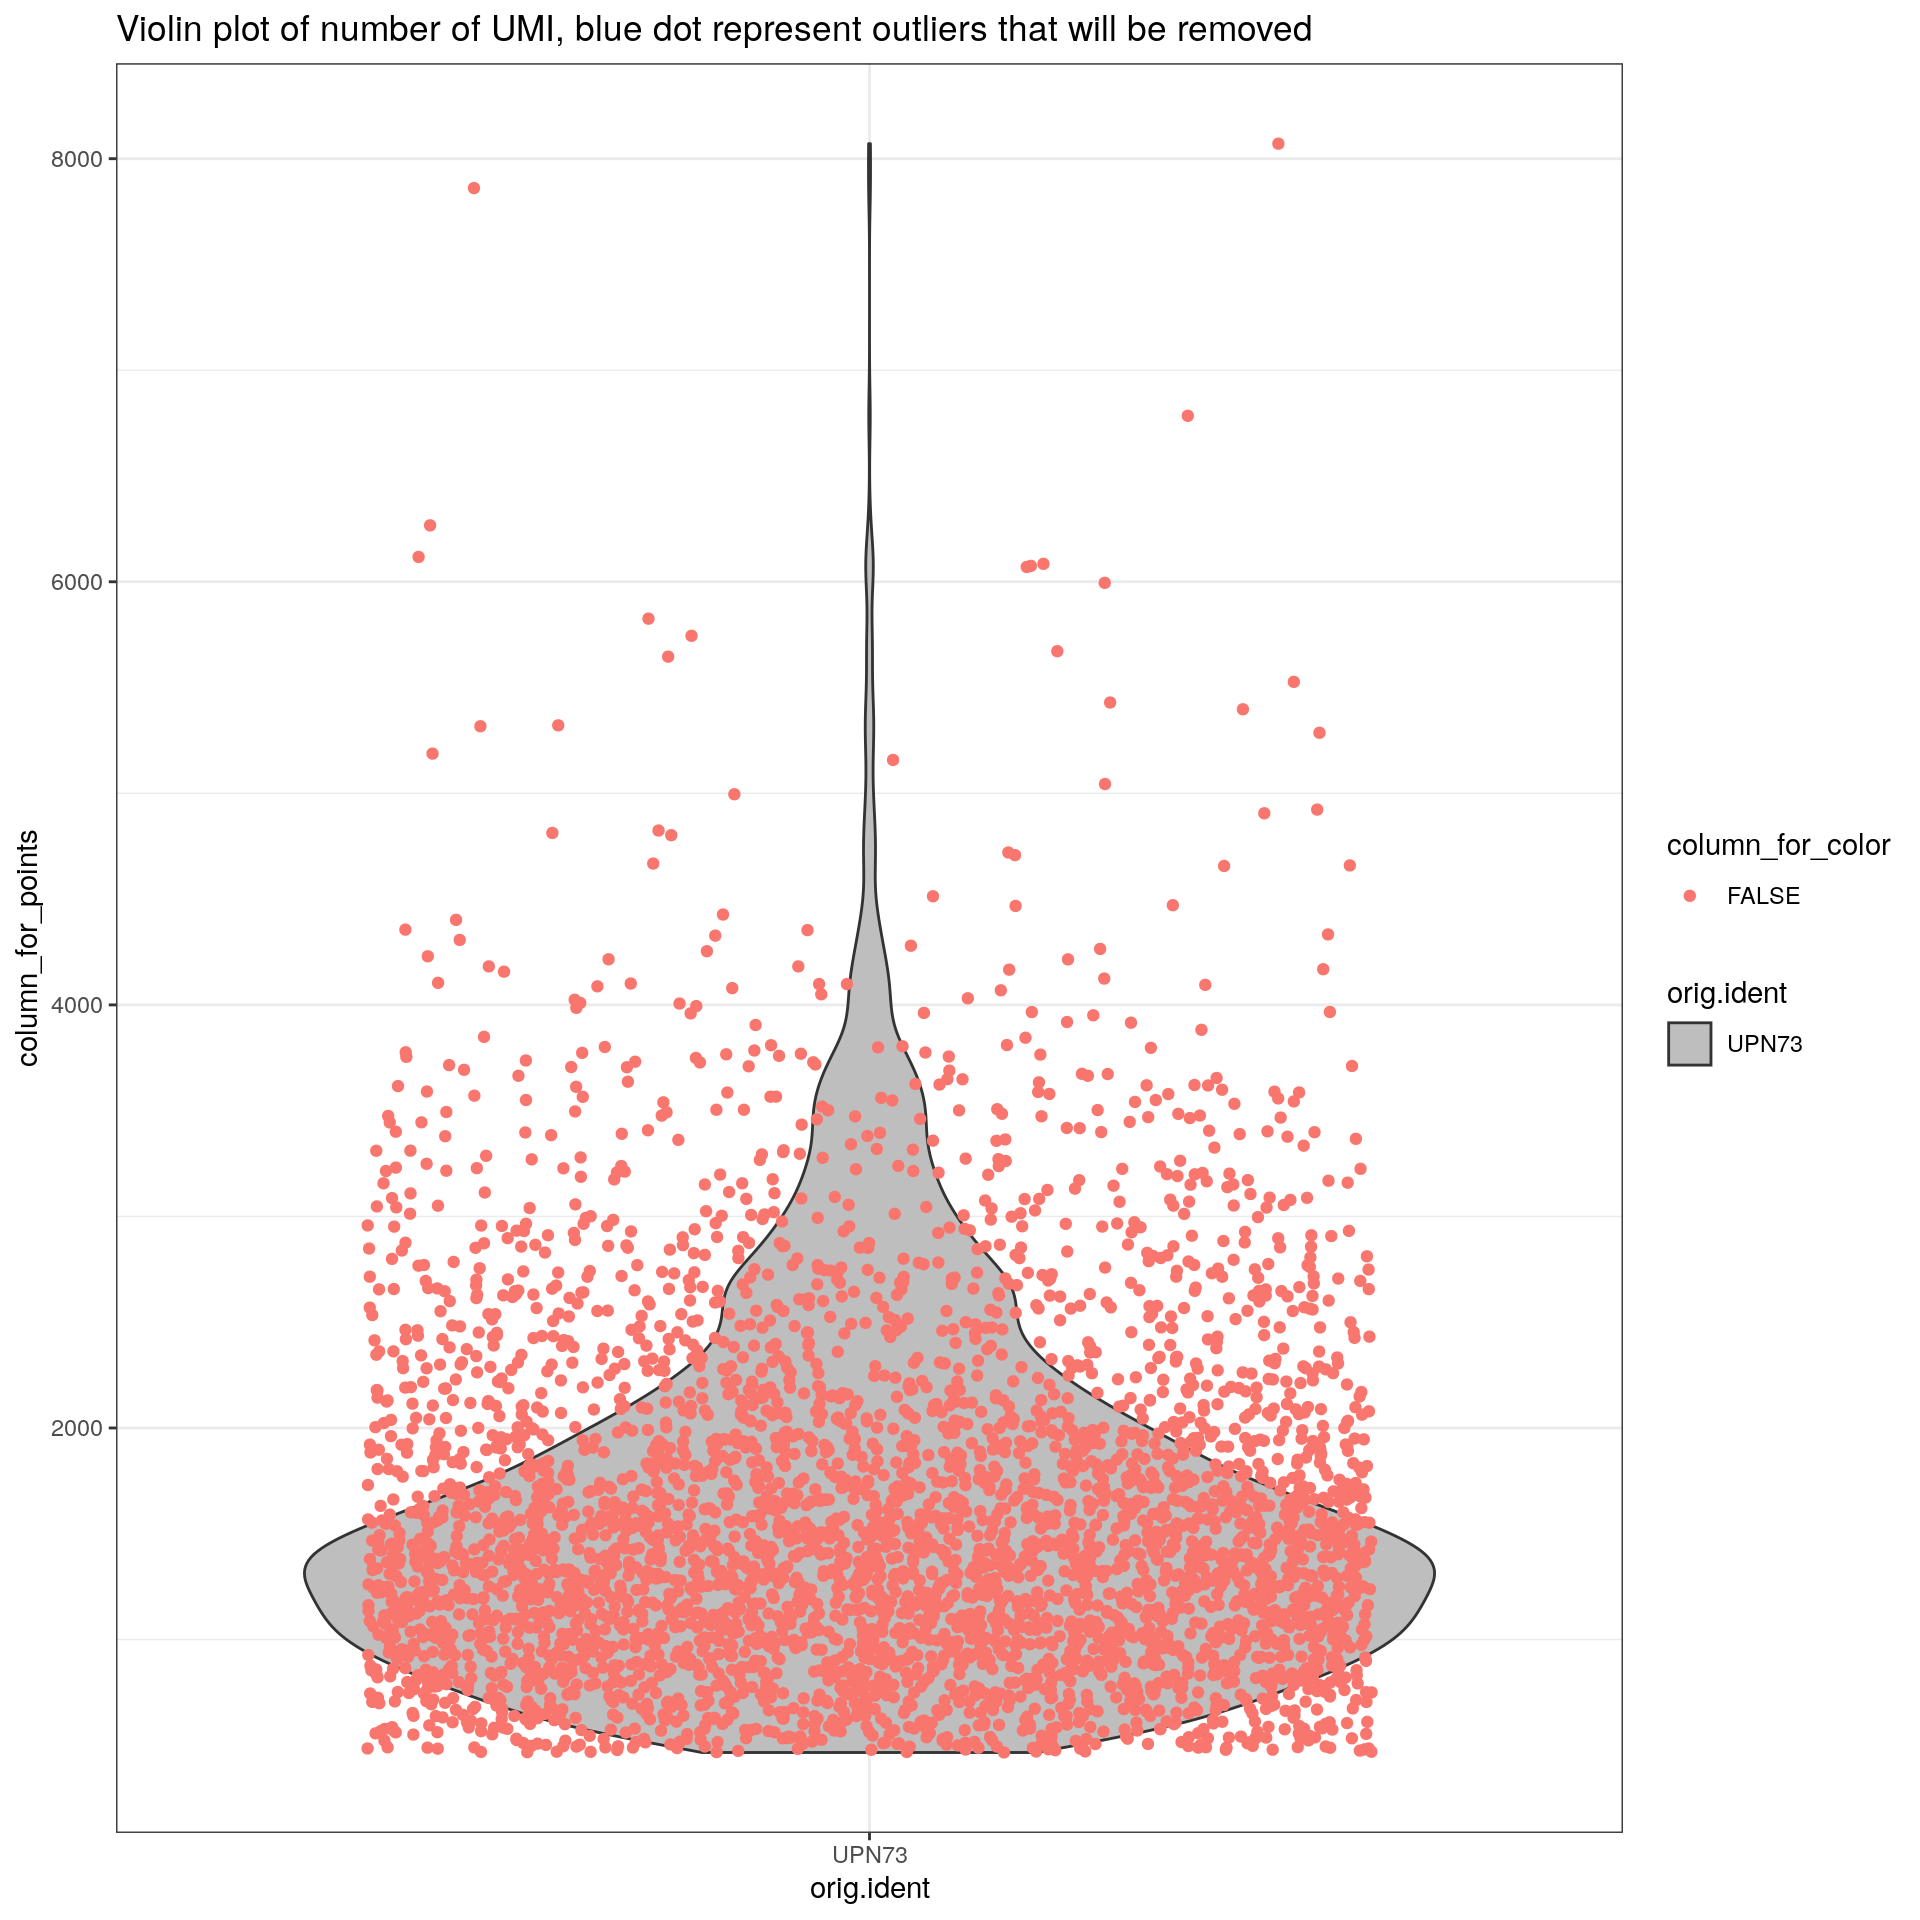 Violin plot of number of UMI, blue dot represent outliers that will be removed
8000
6000
4000
2000
column_for_points
UPN73
orig.ident
column_for_color
FALSE
orig.ident
UPN73